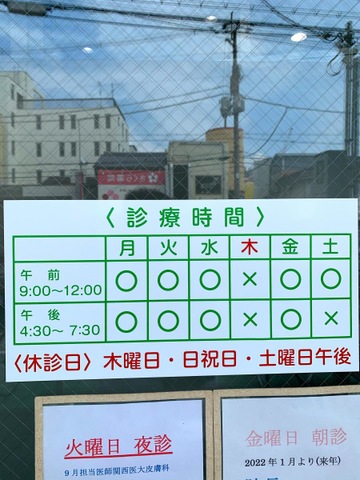 〈診療時間〉
月 火 水 木 金 土
午前 9:00〜12:00 ○ ○ ○ × ○ ○
午後 4:30〜7:30 ○ ○ ○ × ○ ×
〈休診日〉木曜日・日祝日・土曜日午後
火曜日 夜診
9月担当医師関西医大皮膚科
金曜日 朝診
2022年1月より(来年)